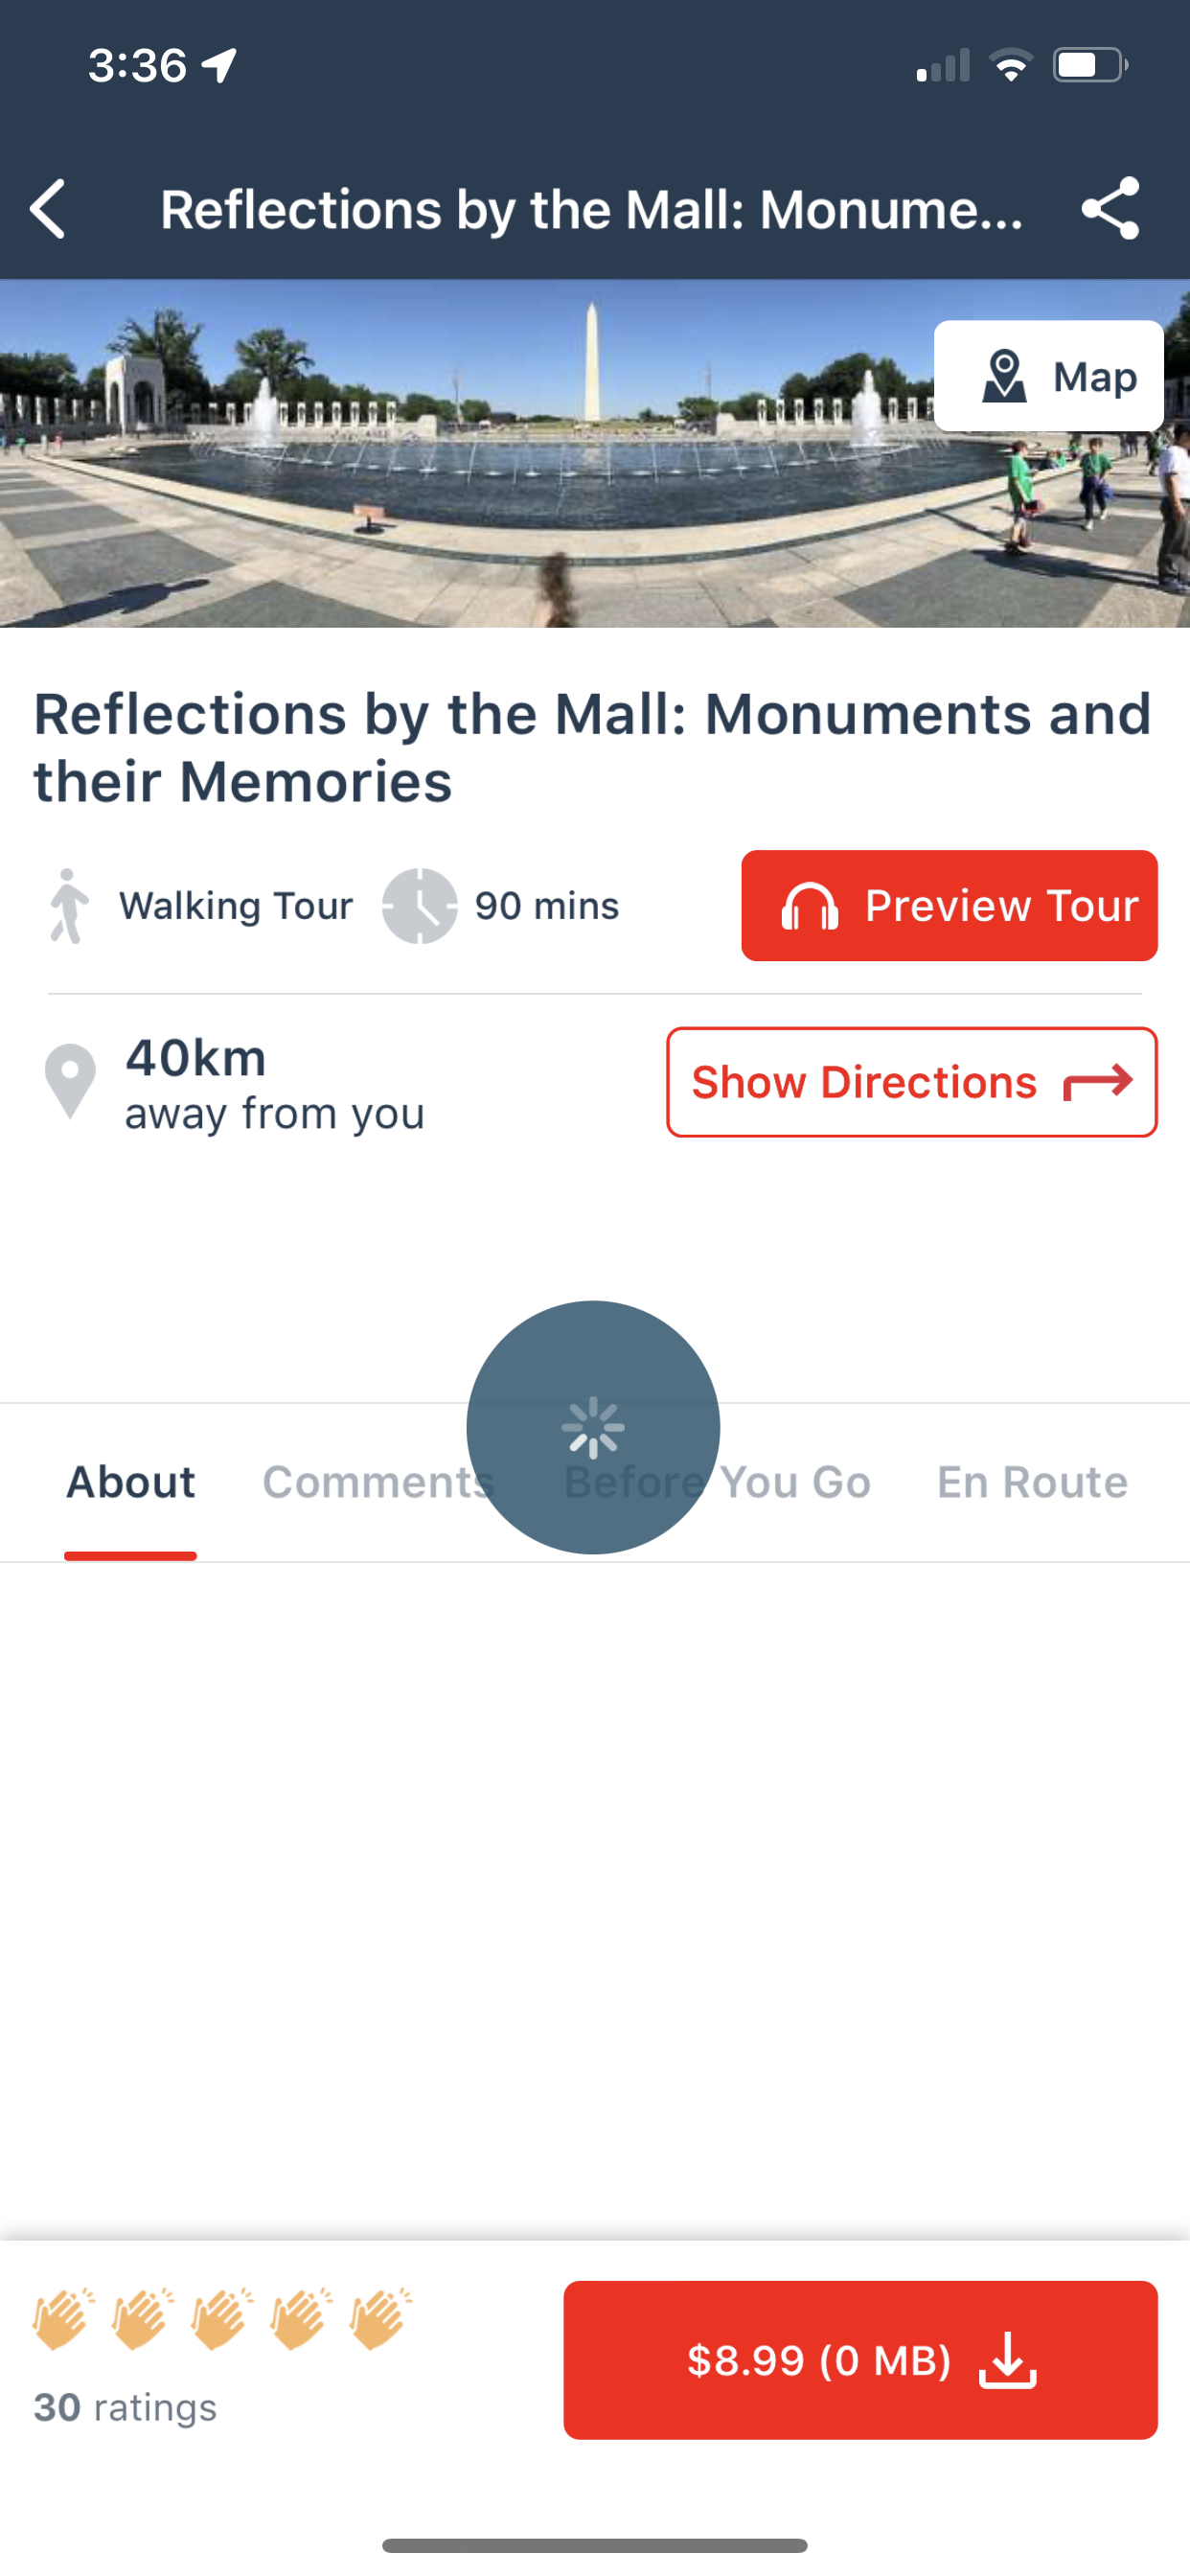 3:36
Reflections by the Mall: Monume...
Map
Reflections by the Mall: Monuments and
their Memories
Walking Tour
90 mins
Preview Tour
40km
away from you
Show Directions
About
Comments
Before You Go
En Route
$8.99 (0 MB)
30 ratings